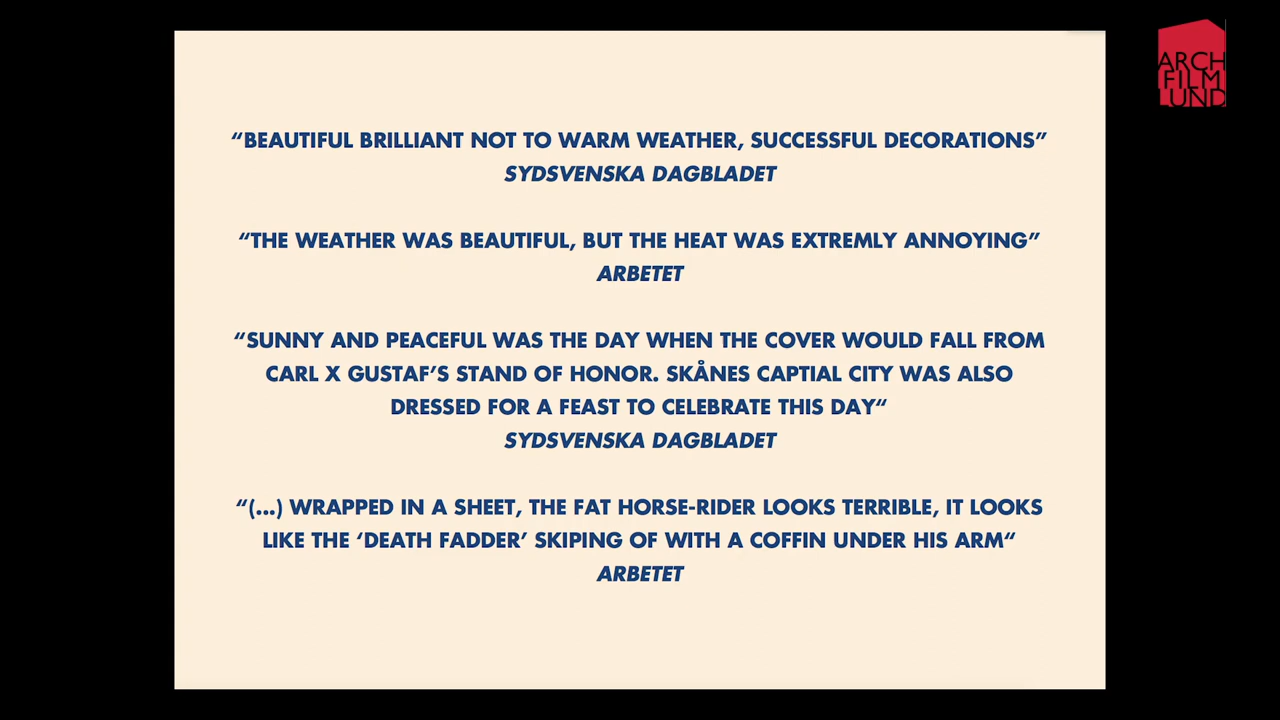 “BEAUTIFUL BRILLIANT NOT TO WARM WEATHER, SUCCESSFUL DECORATIONS”
SYDSVENSKA DAGBLADET
“THE WEATHER WAS BEAUTIFUL, BUT THE HEAT WAS EXTREMLY ANNOYING”
ARBETET
“SUNNY AND PEACEFUL WAS THE DAY WHEN THE COVER WOULD FALL FROM
CARL X GUSTAF’S STAND OF HONOR. SKÅNES CAPTIAL CITY WAS ALSO
DRESSED FOR A FEAST TO CELEBRATE THIS DAY“
SYDSVENSKA DAGBLADET
“(...) WRAPPED IN A SHEET, THE FAT HORSE-RIDER LOOKS TERRIBLE, IT LOOKS
LIKE THE ‘DEATH FADDER’ SKIPING OF WITH A COFFIN UNDER HIS ARM“
ARBETET
ARCH
FILM
LUND